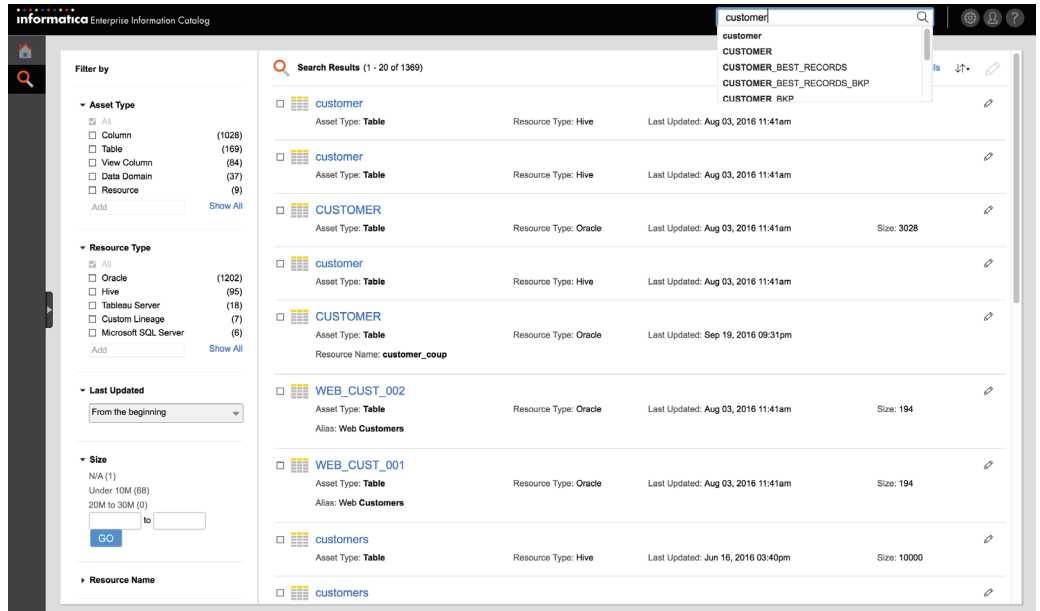 informatica Enterprise Information Catalog
customer
customer
CUSTOMER
CUSTOMER_BEST_RECORDS
CUSTOMER_BEST_RECORDS_BKP
CUSTOMER_BKP
Filter by
Asset Type
All
Column (1028)
Table (169)
View Column (84)
Data Domain (37)
Resource (9)
Add Show All
Resource Type
All
Oracle (1202)
Hive (95)
Tableau Server (18)
Custom Lineage (7)
Microsoft SQL Server (6)
Add Show All
Last Updated
From the beginning
Size
N/A (1)
Under 10M (68)
20M to 30M (0)
to
GO
Resource Name
Search Results (1 - 20 of 1369)
customer
Asset Type: Table Resource Type: Hive Last Updated: Aug 03, 2016 11:41am
customer
Asset Type: Table Resource Type: Hive Last Updated: Aug 03, 2016 11:41am
CUSTOMER
Asset Type: Table Resource Type: Oracle Last Updated: Aug 03, 2016 11:41am Size: 3028
customer
Asset Type: Table Resource Type: Hive Last Updated: Aug 03, 2016 11:41am
CUSTOMER
Asset Type: Table Resource Type: Oracle Last Updated: Sep 19, 2016 09:31pm
Resource Name: customer_coup
WEB_CUST_002
Asset Type: Table Resource Type: Oracle Last Updated: Aug 03, 2016 11:41am Size: 194
Alias: Web Customers
WEB_CUST_001
Asset Type: Table Resource Type: Oracle Last Updated: Aug 03, 2016 11:41am Size: 194
Alias: Web Customers
customers
Asset Type: Table Resource Type: Hive Last Updated: Jun 16, 2016 03:40pm Size: 10000
customers